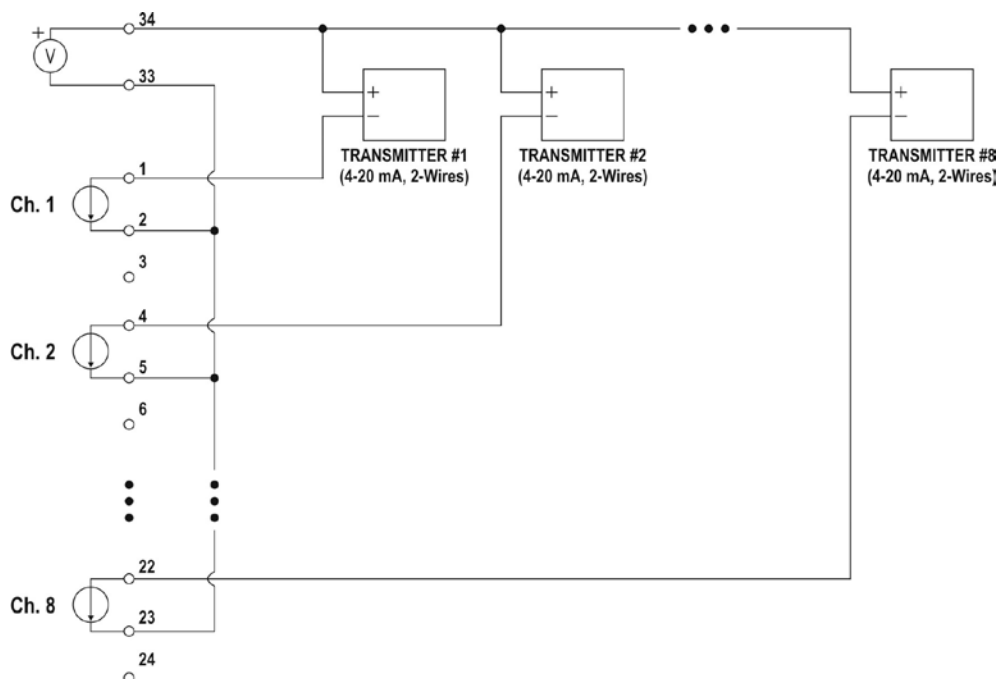 34
+
V
33
+
−
+
−
+
−
TRANSMITTER #1
(4-20 mA, 2-Wires)
TRANSMITTER #2
(4-20 mA, 2-Wires)
TRANSMITTER #8
(4-20 mA, 2-Wires)
1
Ch. 1
2
3
4
Ch. 2
5
6
22
Ch. 8
23
24